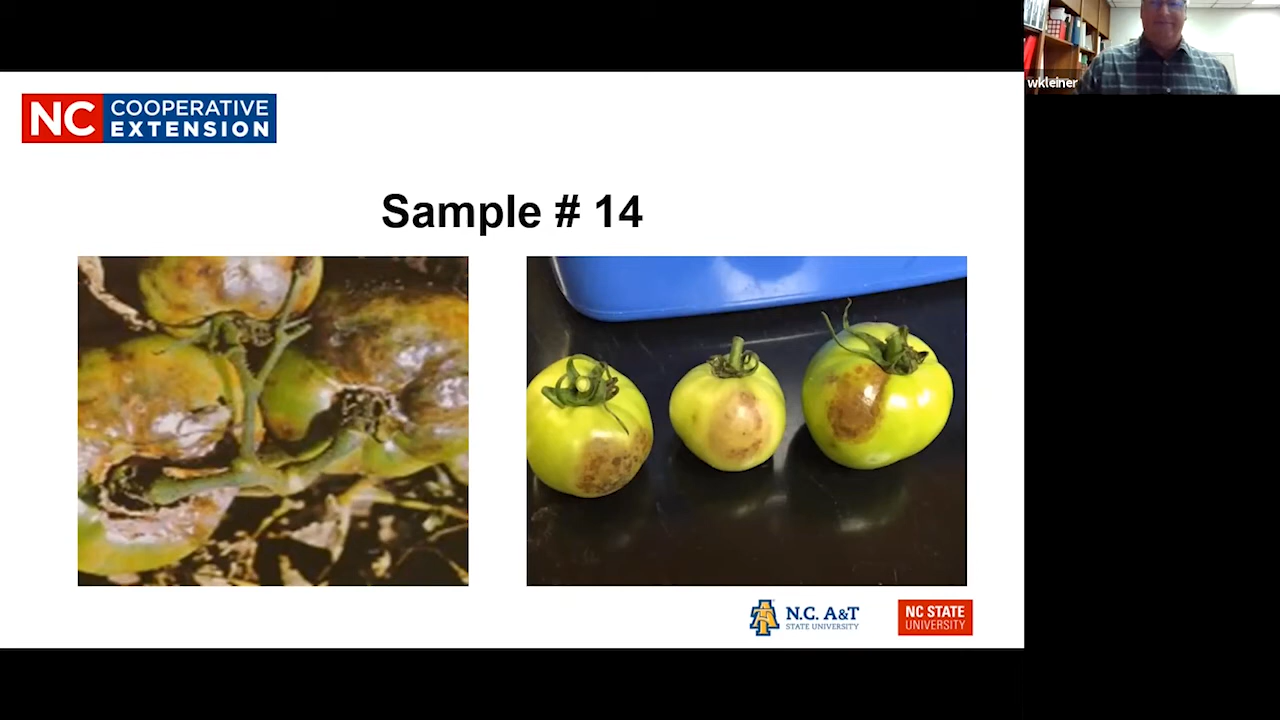 wkleiner
NC COOPERATIVE
EXTENSION
Sample # 14
N.C. A&T
STATE UNIVERSITY
NC STATE
UNIVERSITY